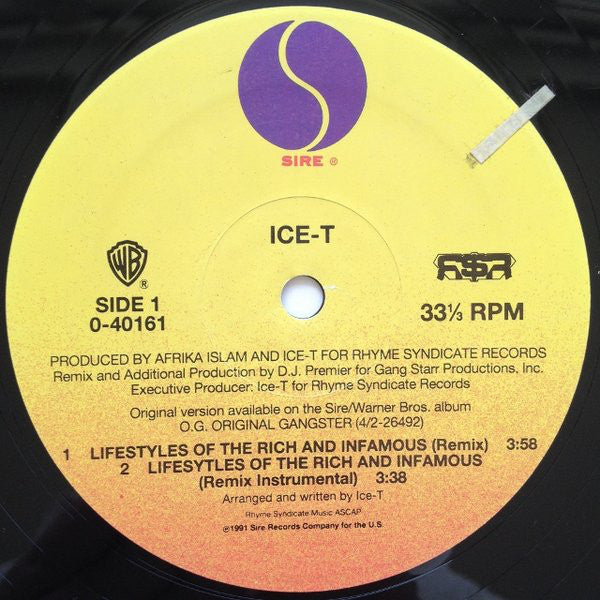 SIRE ®
ICE-T
WB ®
SIDE 1
0-40161
33⅓ RPM
PRODUCED BY AFRIKA ISLAM AND ICE-T FOR RHYME SYNDICATE RECORDS
Remix and Additional Production by D.J. Premier for Gang Starr Productions, Inc.
Executive Producer: Ice-T for Rhyme Syndicate Records
Original version available on the Sire/Warner Bros. album
O.G. ORIGINAL GANGSTER (4/2-26492)
1 LIFESTYLES OF THE RICH AND INFAMOUS (Remix) 3:58
2 LIFESYTLES OF THE RICH AND INFAMOUS
(Remix Instrumental) 3:38
Arranged and written by Ice-T
Rhyme Syndicate Music ASCAP
℗1991 Sire Records Company for the U.S.